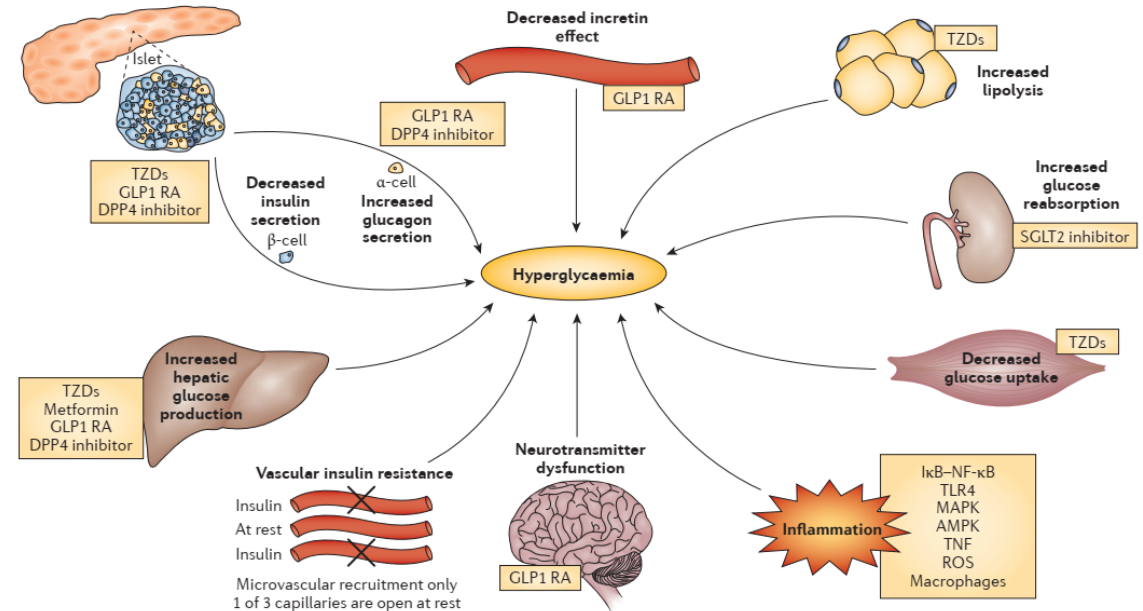 Islet
TZDs
GLP1 RA
DPP4 inhibitor
Decreased
insulin
secretion
β-cell
GLP1 RA
DPP4 inhibitor
α-cell
Increased
glucagon
secretion
Decreased incretin
effect
GLP1 RA
TZDs
Increased
lipolysis
Increased
glucose
reabsorption
SGLT2 inhibitor
Hyperglycaemia
Increased
hepatic
glucose
production
TZDs
Metformin
GLP1 RA
DPP4 inhibitor
Decreased
glucose uptake
TZDs
Vascular insulin resistance
Insulin
At rest
Insulin
Microvascular recruitment only
1 of 3 capillaries are open at rest
Neurotransmitter
dysfunction
GLP1 RA
Inflammation
IκB–NF-κB
TLR4
MAPK
AMPK
TNF
ROS
Macrophages